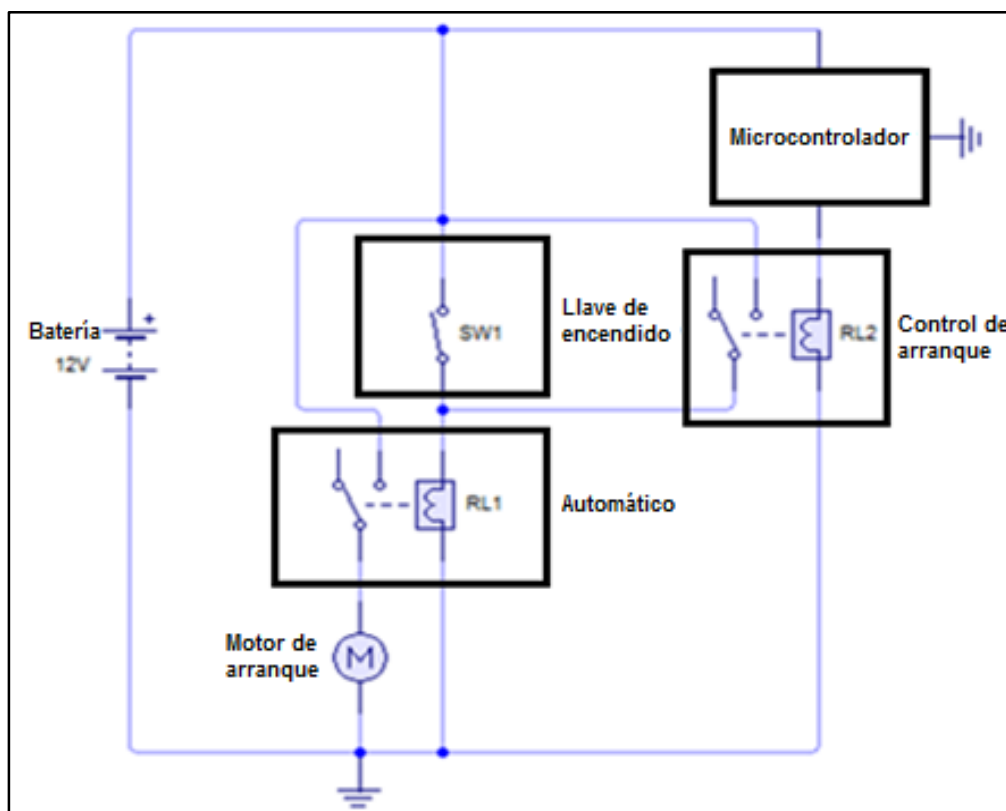 Microcontrolador
Batería
+
12V
SW1
Llave de
encendido
RL2
Control de
arranque
RL1
Automático
Motor de
arranque
M